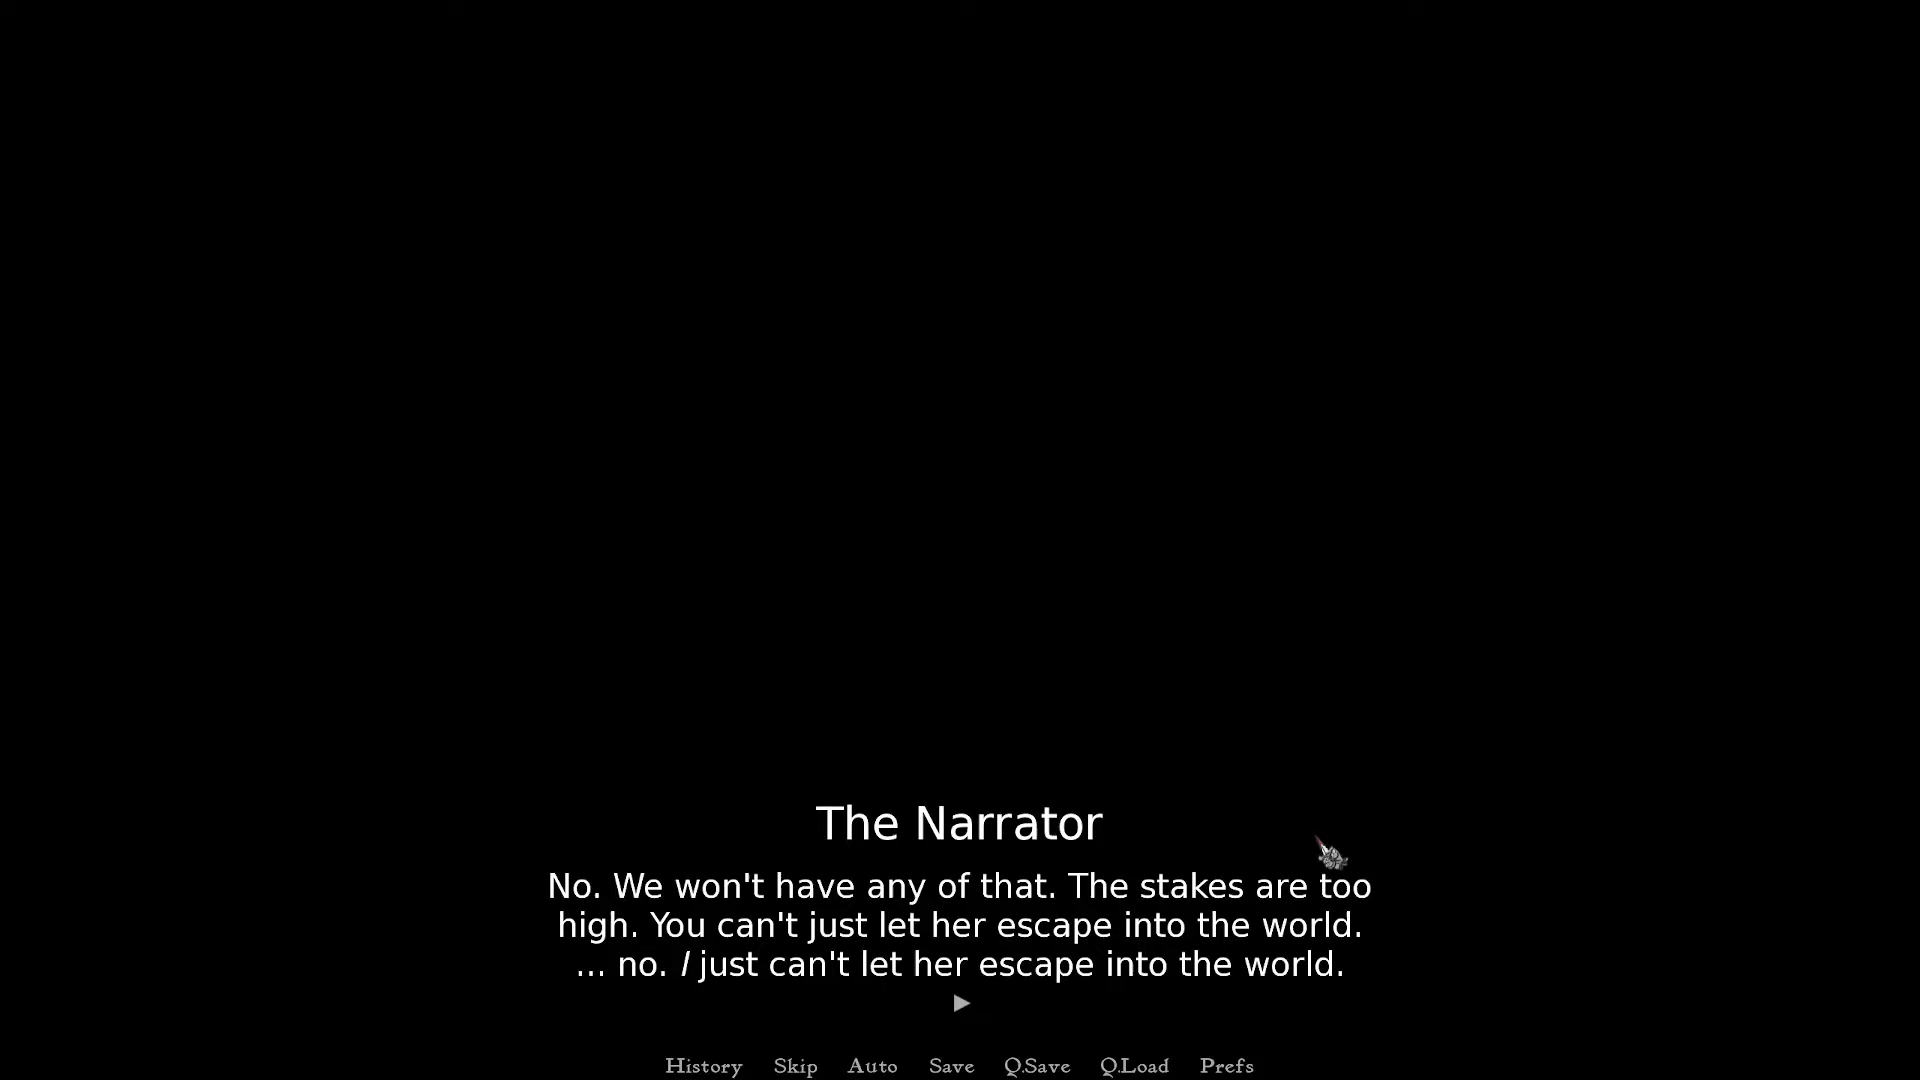 The Narrator
No. We won't have any of that. The stakes are too
high. You can't just let her escape into the world.
... no. I just can't let her escape into the world.
History Skip Auto Save Q.Save Q.Load Prefs